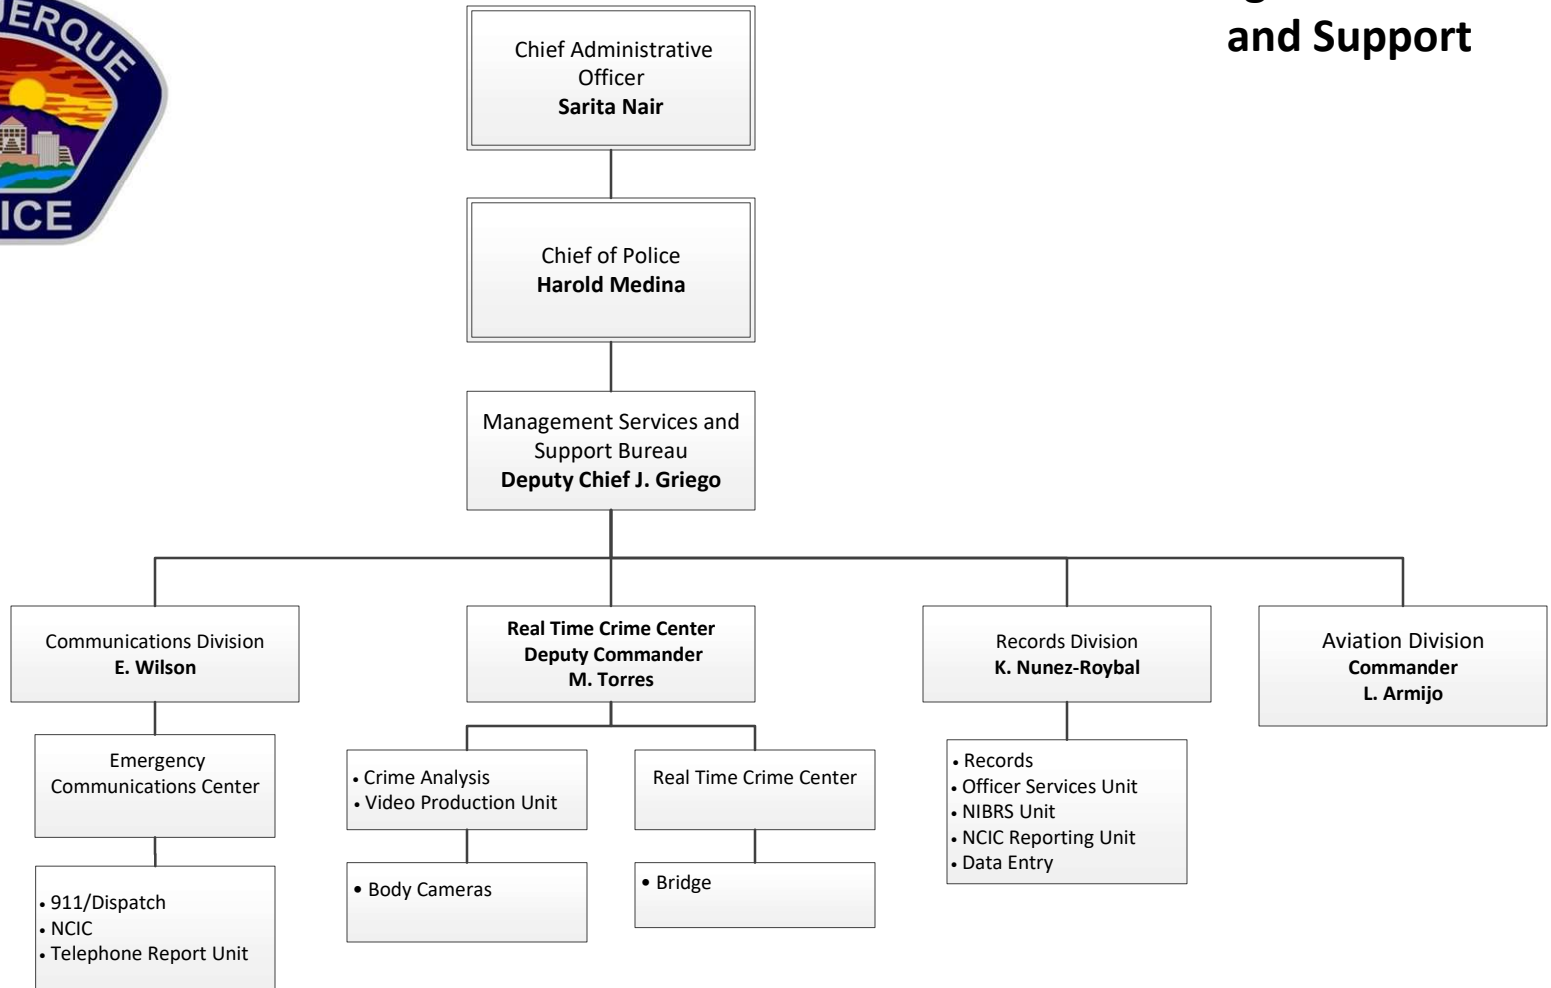 and Support
ICE
Chief Administrative
Officer
Sarita Nair
Chief of Police
Harold Medina
Management Services and
Support Bureau
Deputy Chief J. Griego
Communications Division
E. Wilson
Real Time Crime Center
Deputy Commander
M. Torres
Records Division
K. Nunez-Roybal
Aviation Division
Commander
L. Armijo
Emergency
Communications Center
• Crime Analysis
• Video Production Unit
Real Time Crime Center
• Records
• Officer Services Unit
• NIBRS Unit
• NCIC Reporting Unit
• Data Entry
• 911/Dispatch
• NCIC
• Telephone Report Unit
• Body Cameras
• Bridge